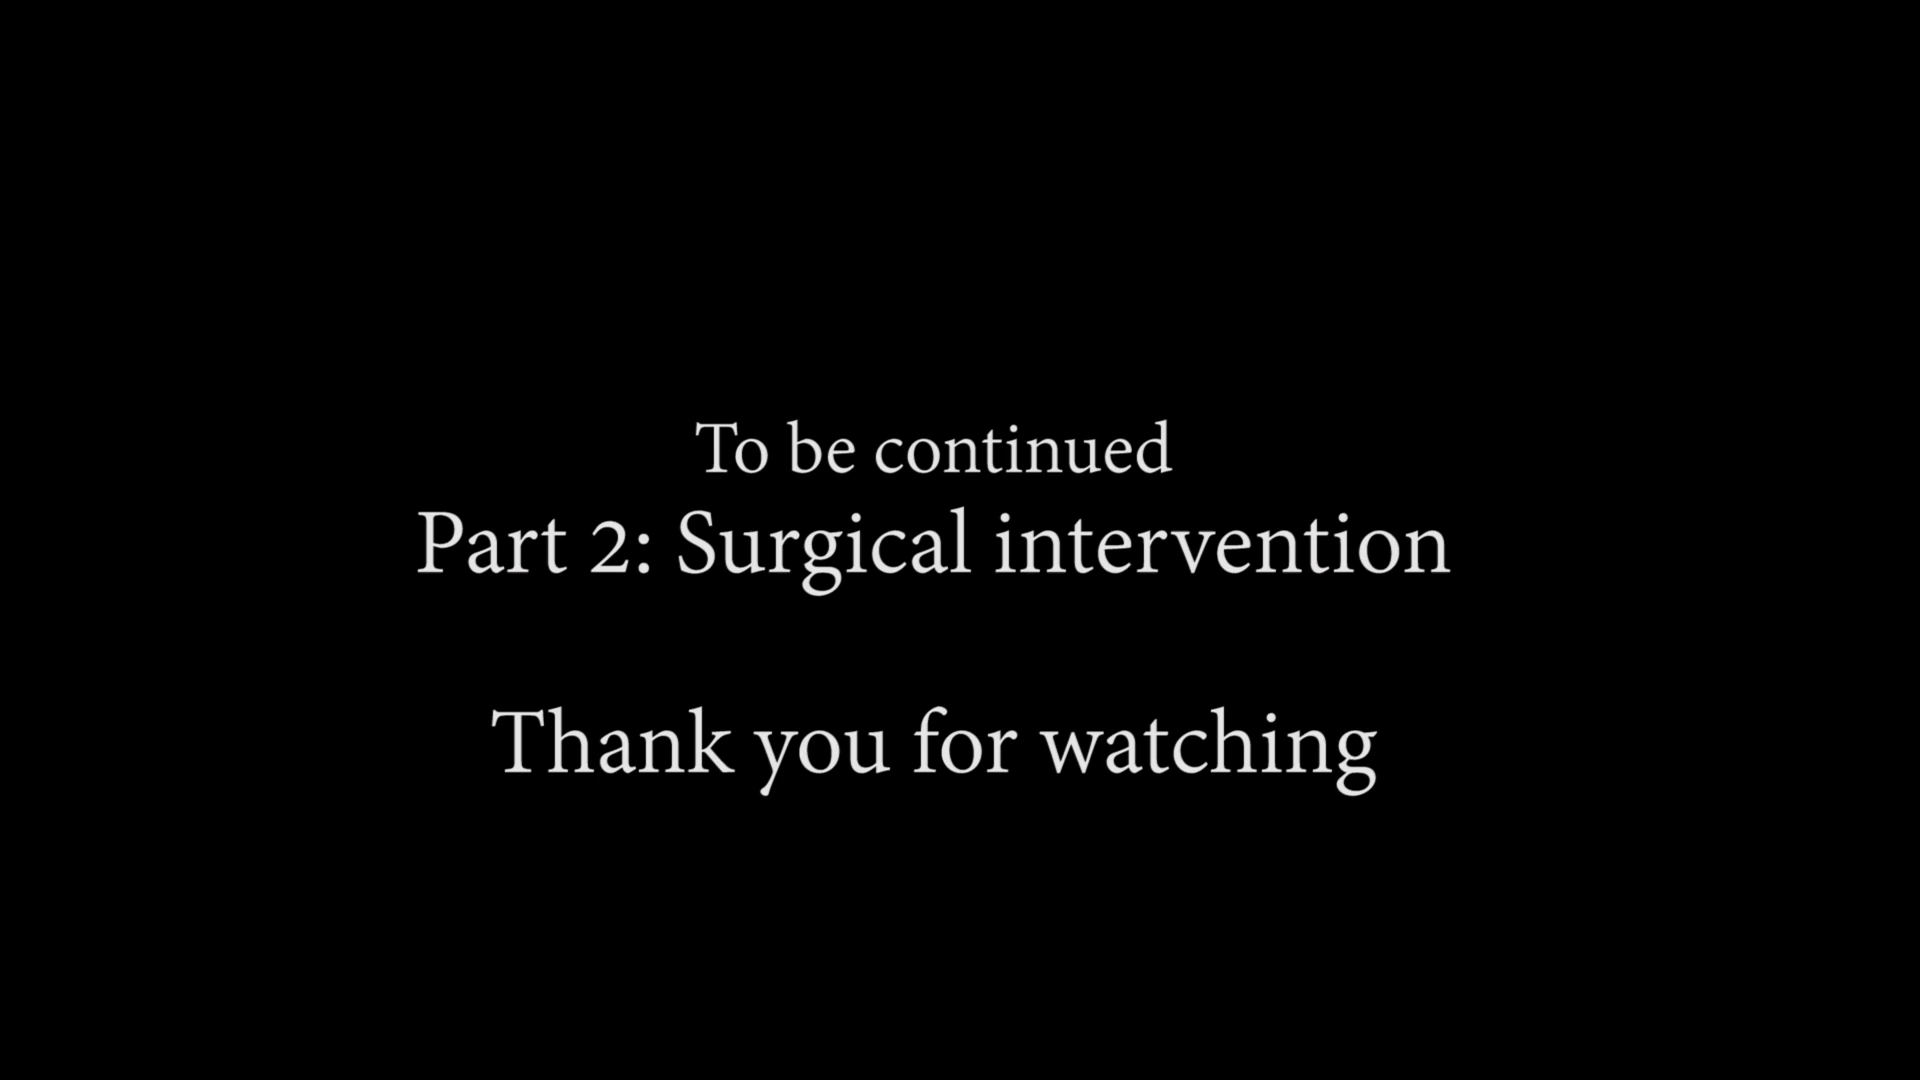 To be continued
Part 2: Surgical intervention
Thank you for watching